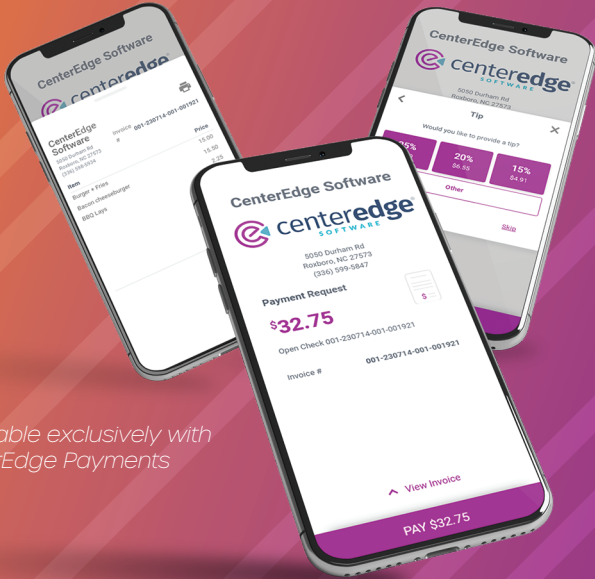 CenterEdge Software
centeredge
CenterEdge
Software
5050 Durham Rd
Roxboro, NC 27573
Invoice
#
001-230714-001-001921
Item
Price
Burger + Fries
15.00
Bacon cheeseburger
15.50
BBQ Lays
2.25
CenterEdge Software
centeredge
SOFTWARE
5050 Durham Rd
Roxboro, NC 27573
Tip
Would you like to provide a tip?
20%
$6.55
15%
$4.91
Other
Skip
CenterEdge Software
centeredge
SOFTWARE
5050 Durham Rd
Roxboro, NC 27573
(336) 599-5847
Payment Request
$32.75
Open Check 001-230714-001-001921
Invoice #
001-230714-001-001921
View Invoice
PAY $32.75
able exclusively with
rEdge Payments